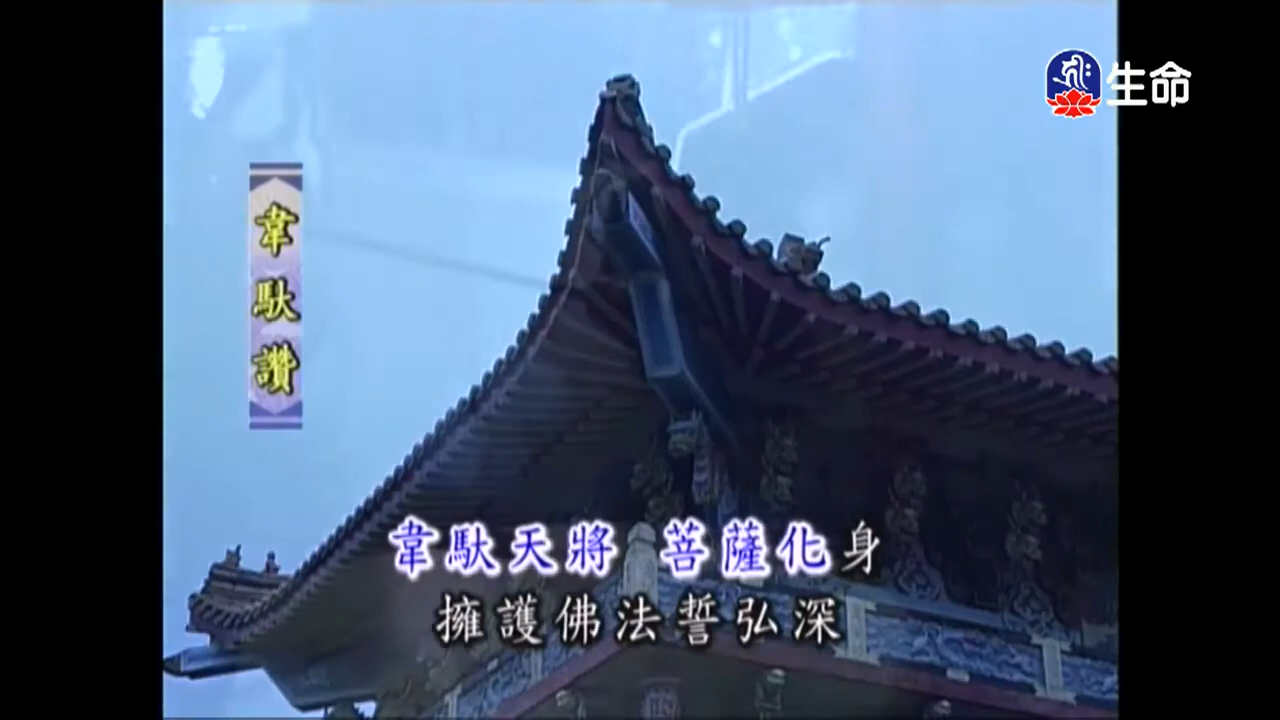 生命
韋馱讚
韋馱天將 菩薩化身
擁護佛法誓弘深